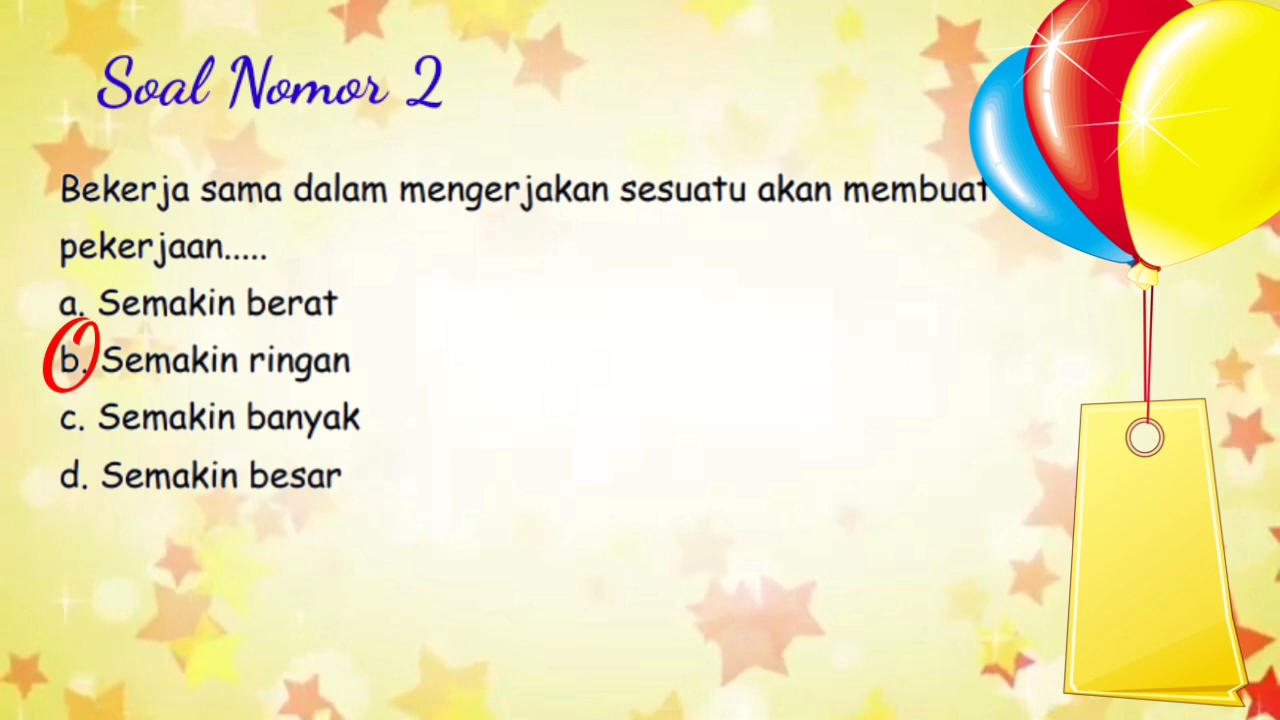 Soal Nomor 2
Bekerja sama dalam mengerjakan sesuatu akan membuat
pekerjaan.....
a. Semakin berat
b. Semakin ringan
c. Semakin banyak
d. Semakin besar